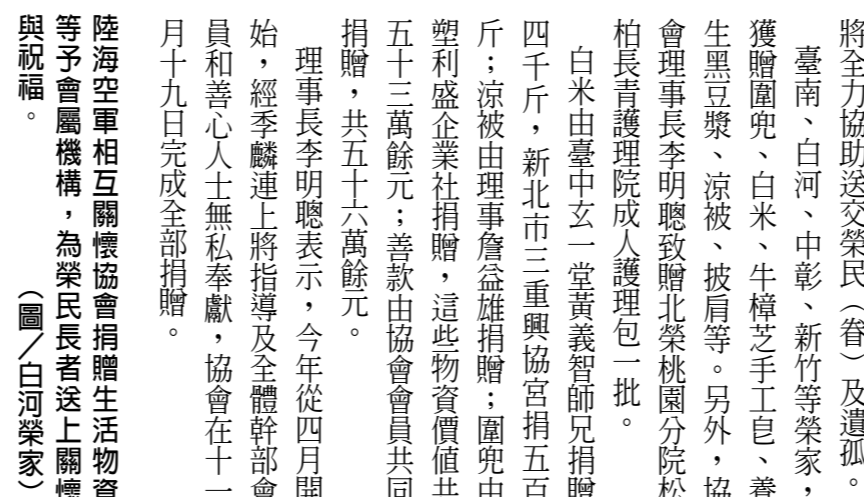 將全力協助送交榮民（眷）及遺孤。
臺南、白河、中彰、新竹等榮家，
獲贈圍兜、白米、牛樟芝手工皂、養
生黑豆漿、涼被、披肩等。另外，協
會理事長李明聰致贈北榮桃園分院松
柏長青護理院成人護理包一批。
白米由臺中玄一堂黃義智師兄捐贈
四千斤，新北市三重興協宮捐五百
斤；涼被由理事詹益雄捐贈；圍兜由
塑利盛企業社捐贈，這些物資價值共
五十三萬餘元；善款由協會會員共同
捐贈，共五十六萬餘元。
理事長李明聰表示，今年從四月開
始，經季麟連上將指導及全體幹部會
員和善心人士無私奉獻，協會在十一
月十九日完成全部捐贈。
陸海空軍相互關懷協會捐贈生活物資
等予會屬機構，為榮民長者送上關懷
與祝福。（圖／白河榮家）